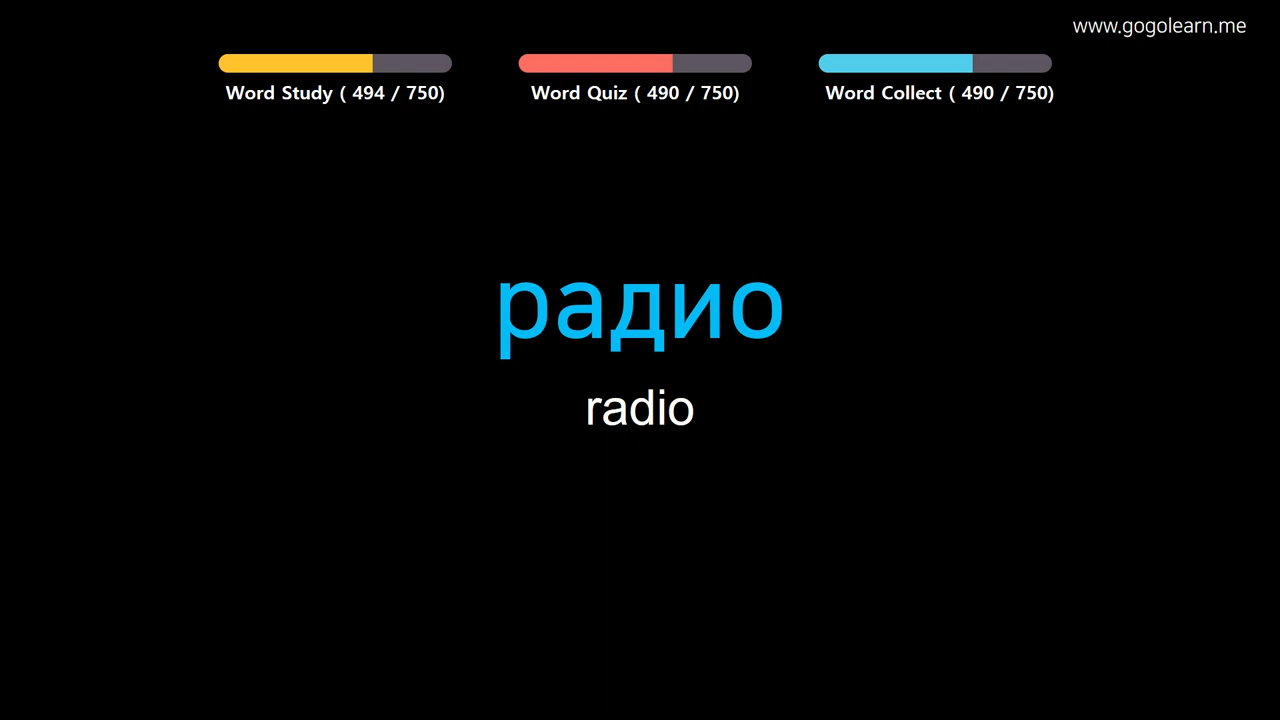 www.gogolearn.me
Word Study ( 494 / 750)
Word Quiz ( 490 / 750)
Word Collect ( 490 / 750)
радио
radio